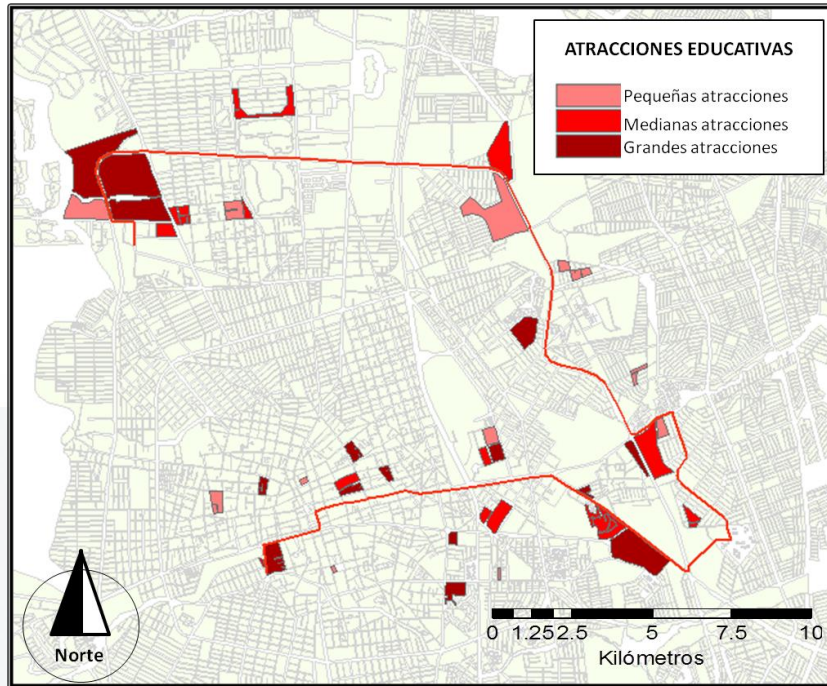 ATRACCIONES EDUCATIVAS
Pequeñas atracciones
Medianas atracciones
Grandes atracciones
Norte
0 1.25 2.5 5 7.5 10
Kilómetros